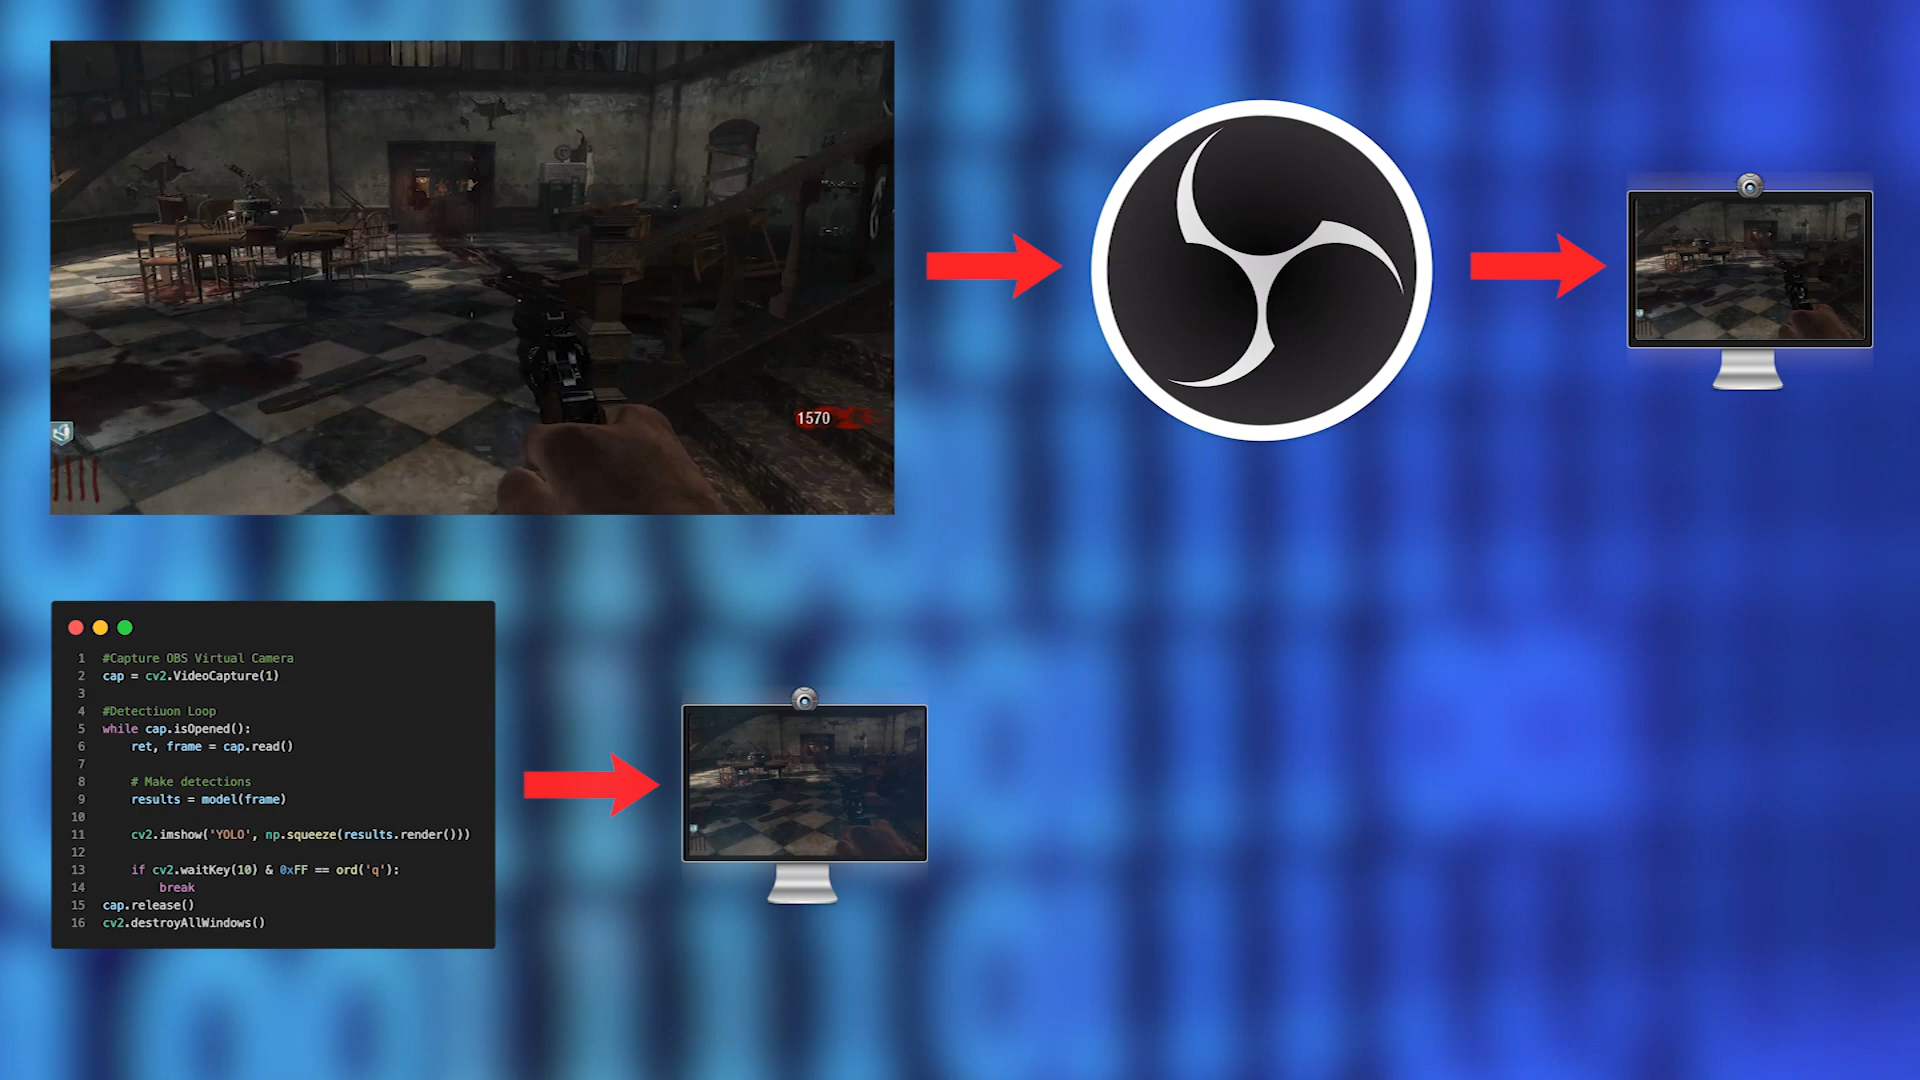 1570
1 #Capture OBS Virtual Camera
2 cap = cv2.VideoCapture(1)
3
4 #Detectiuon Loop
5 while cap.isOpened():
6 ret, frame = cap.read()
7
8 # Make detections
9 results = model(frame)
10
11 cv2.imshow('YOLO', np.squeeze(results.render()))
12
13 if cv2.waitKey(10) & 0xFF == ord('q'):
14 break
15 cap.release()
16 cv2.destroyAllWindows()